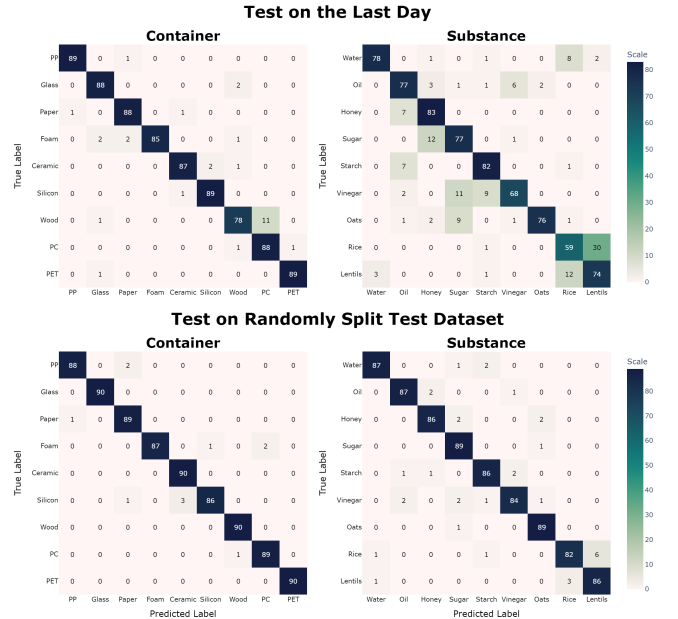 Test on the Last Day
Container
PP 89 0 1 0 0 0 0 0 0
Glass 0 88 0 0 0 0 2 0 0
Paper 1 0 88 0 1 0 0 0 0
Foam 0 2 2 85 0 0 1 0 0
Ceramic 0 0 0 0 87 2 1 0 0
Silicon 0 0 0 0 1 89 0 0 0
Wood 0 1 0 0 0 0 78 11 0
PC 0 0 0 0 0 0 1 88 1
PET 0 1 0 0 0 0 0 0 89
PP Glass Paper Foam Ceramic Silicon Wood PC PET
True Label
Substance
Water 78 0 1 0 1 0 0 8 2
Oil 0 77 3 1 1 6 2 0 0
Honey 0 7 83 0 0 0 0 0 0
Sugar 0 0 12 77 0 1 0 0 0
Starch 0 7 0 0 82 0 0 1 0
Vinegar 0 2 0 11 9 68 0 0 0
Oats 0 1 2 9 0 1 76 1 0
Rice 0 0 0 0 1 0 0 59 30
Lentils 3 0 0 0 1 0 0 12 74
Water Oil Honey Sugar Starch Vinegar Oats Rice Lentils
True Label
Scale
80
70
60
50
40
30
20
10
0
Test on Randomly Split Test Dataset
Container
PP 88 0 2 0 0 0 0 0 0
Glass 0 90 0 0 0 0 0 0 0
Paper 1 0 89 0 0 0 0 0 0
Foam 0 0 0 87 0 1 0 2 0
Ceramic 0 0 0 0 90 0 0 0 0
Silicon 0 0 1 0 3 86 0 0 0
Wood 0 0 0 0 0 0 90 0 0
PC 0 0 0 0 0 0 1 89 0
PET 0 0 0 0 0 0 0 0 90
PP Glass Paper Foam Ceramic Silicon Wood PC PET
True Label
Predicted Label
Substance
Water 87 0 0 1 2 0 0 0 0
Oil 0 87 2 0 0 1 0 0 0
Honey 0 0 86 2 0 0 2 0 0
Sugar 0 0 0 89 0 0 1 0 0
Starch 0 1 1 0 86 2 0 0 0
Vinegar 0 2 0 2 1 84 1 0 0
Oats 0 0 0 1 0 0 89 0 0
Rice 1 0 0 0 1 0 0 82 6
Lentils 1 0 0 0 0 0 0 3 86
Water Oil Honey Sugar Starch Vinegar Oats Rice Lentils
True Label
Predicted Label
Scale
80
70
60
50
40
30
20
10
0